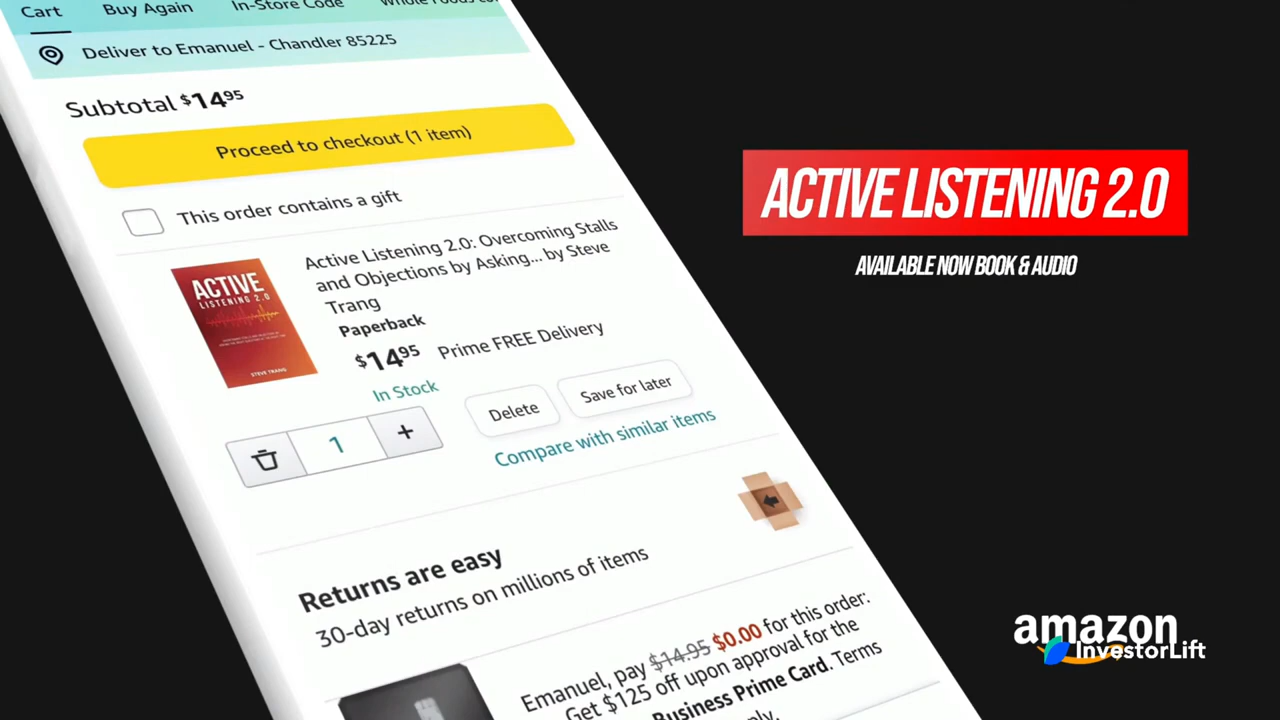 Cart Buy Again In-Store Code Whole Foods
Deliver to Emanuel - Chandler 85225
Subtotal $14.95
Proceed to checkout (1 item)
This order contains a gift
ACTIVE
LISTENING 2.0
STEVE TRANG
Active Listening 2.0: Overcoming Stalls
and Objections by Asking... by Steve
Trang
Paperback
$14.95 Prime FREE Delivery
In Stock
1 +
Delete
Save for later
Compare with similar items
Returns are easy
30-day returns on millions of items
Emanuel, pay $14.95 $0.00 for this order:
Get $125 off upon approval for the
Business Prime Card. Terms
ACTIVE LISTENING 2.0
AVAILABLE NOW BOOK & AUDIO
amazon
InvestorLift